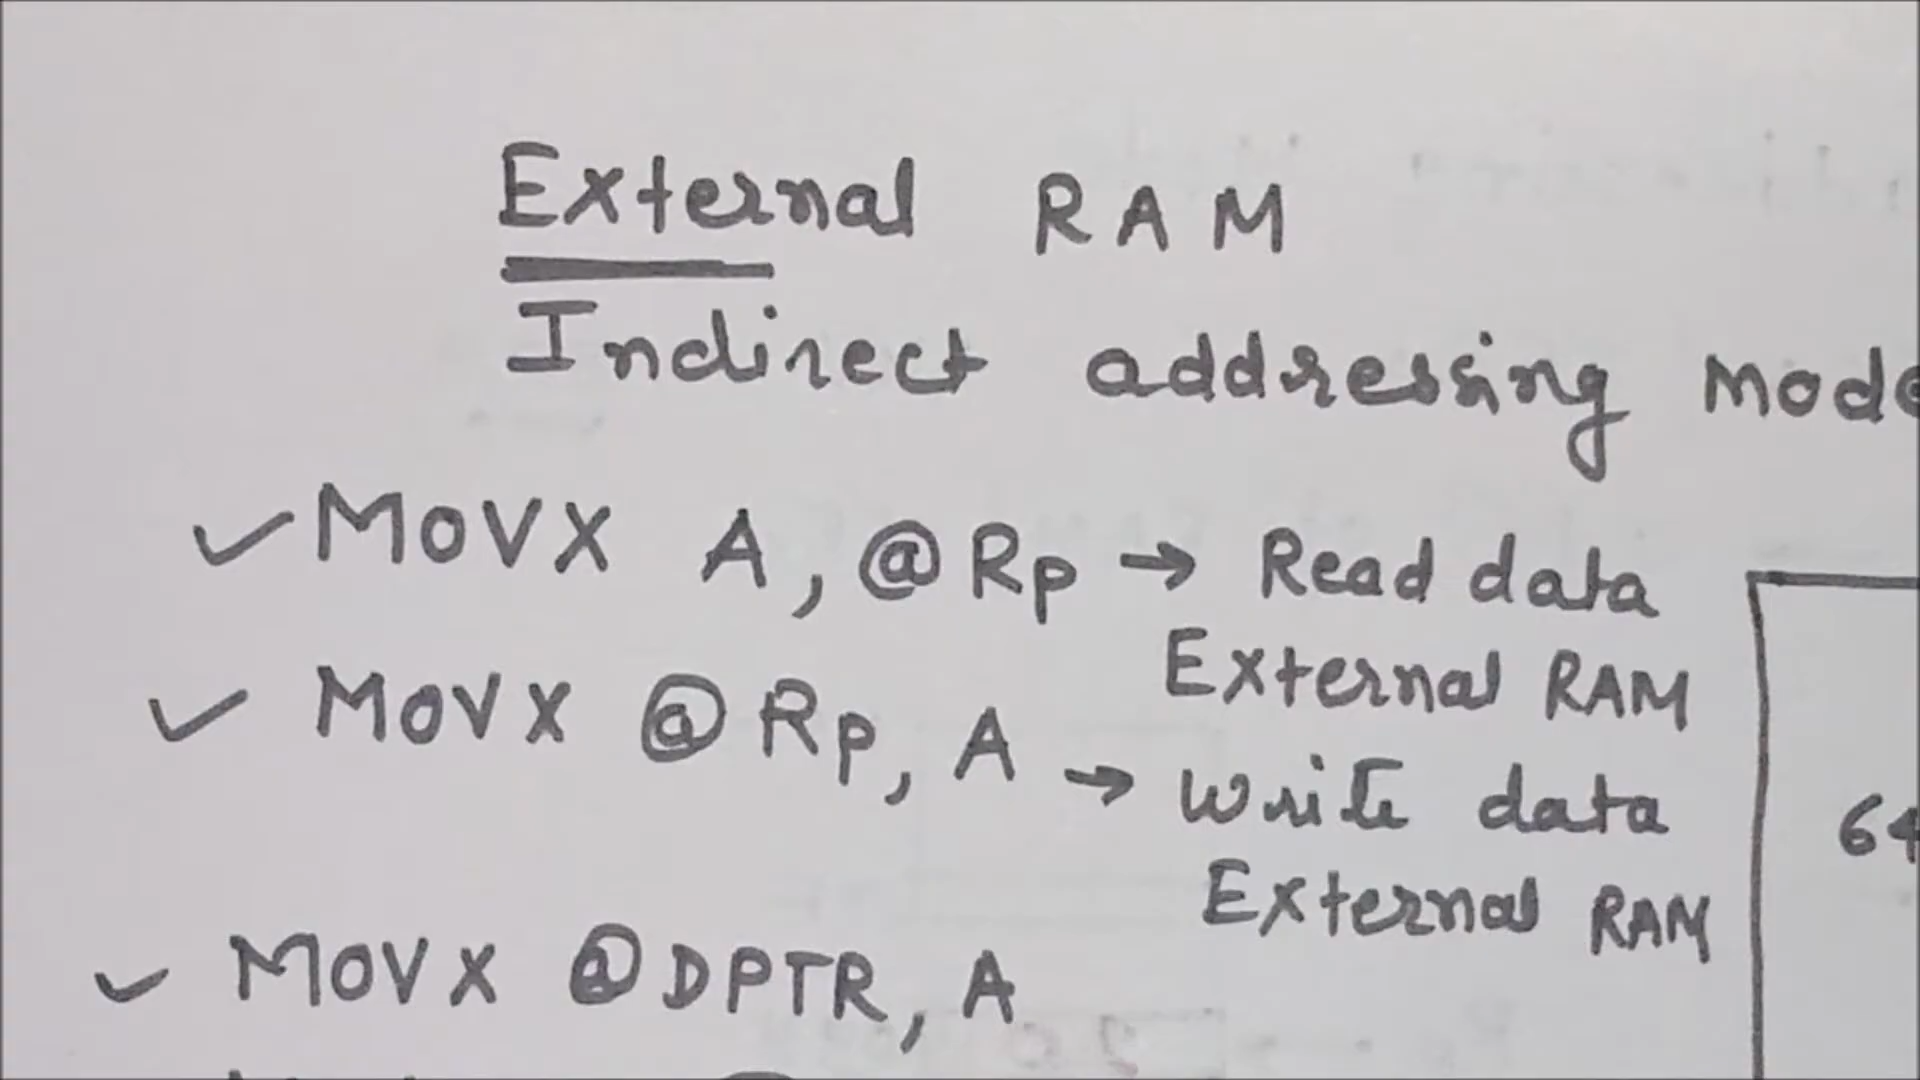 External RAM
Indirect addressing mode
✓ MOVX A, @Rp → Read data
External RAM
✓ MOVX @Rp, A → Write data
External RAM
64
✓ MOVX @DPTR, A